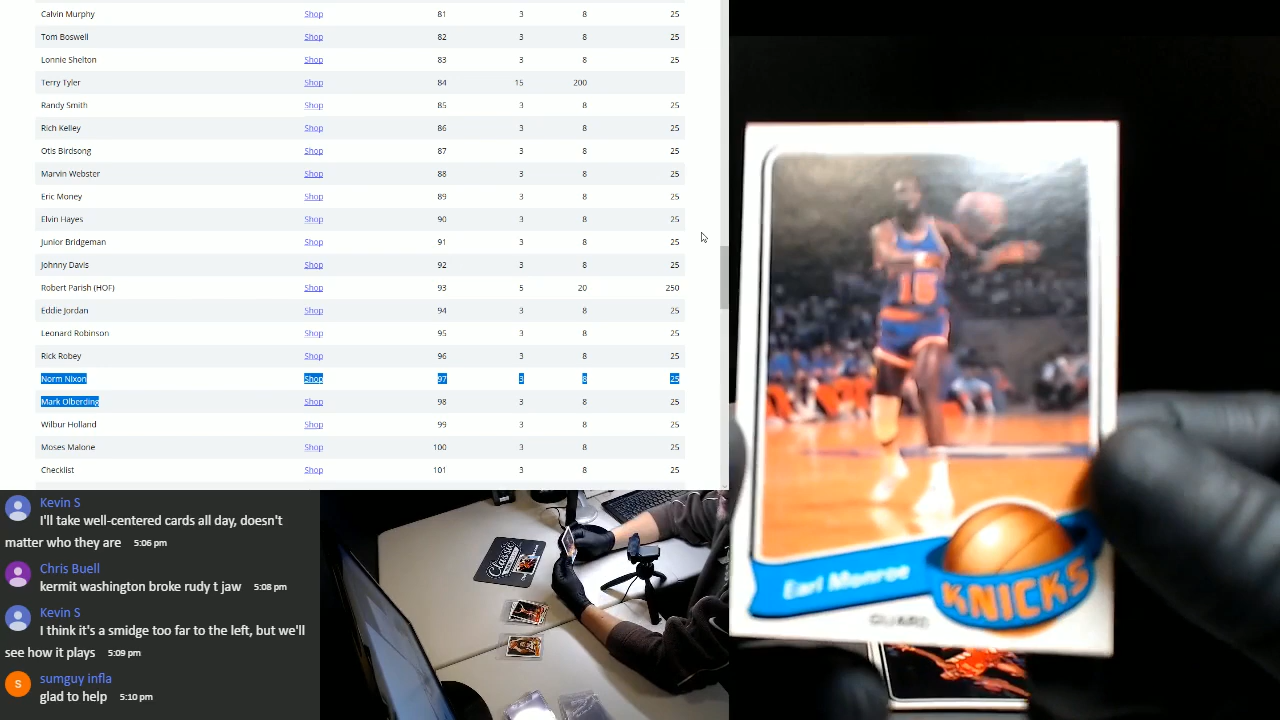 Calvin Murphy Shop 81 3 8 25
Tom Boswell Shop 82 3 8 25
Lonnie Shelton Shop 83 3 8 25
Terry Tyler Shop 84 15 200
Randy Smith Shop 85 3 8 25
Rich Kelley Shop 86 3 8 25
Otis Birdsong Shop 87 3 8 25
Marvin Webster Shop 88 3 8 25
Eric Money Shop 89 3 8 25
Elvin Hayes Shop 90 3 8 25
Junior Bridgeman Shop 91 3 8 25
Johnny Davis Shop 92 3 8 25
Robert Parish (HOF) Shop 93 5 20 250
Eddie Jordan Shop 94 3 8 25
Leonard Robinson Shop 95 3 8 25
Rick Robey Shop 96 3 8 25
Norm Nixon Shop 97 3 8 25
Mark Olberding Shop 98 3 8 25
Wilbur Holland Shop 99 3 8 25
Moses Malone Shop 100 3 8 25
Checklist Shop 101 3 8 25
Kevin S
I'll take well-centered cards all day, doesn't
matter who they are 5:06 pm
Chris Buell
kermit washington broke rudy t jaw 5:08 pm
Kevin S
I think it's a smidge too far to the left, but we'll
see how it plays 5:09 pm
S sumguy infla
glad to help 5:10 pm
Classic
15
Earl Monroe
KNICKS
GUARD